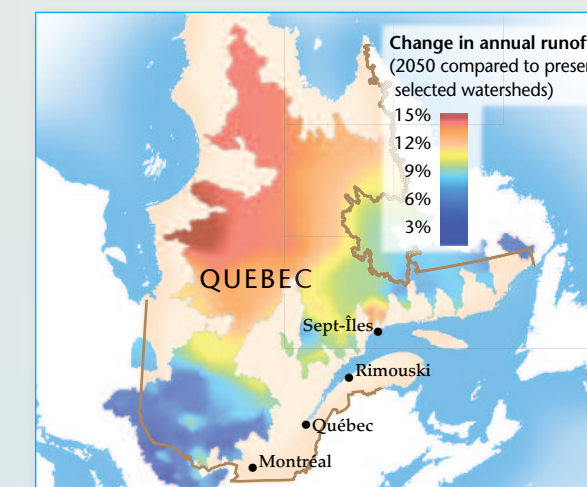 Change in annual runof
(2050 compared to presen
selected watersheds)
15%
12%
9%
6%
3%
QUEBEC
Sept-Îles
Rimouski
Québec
Montréal